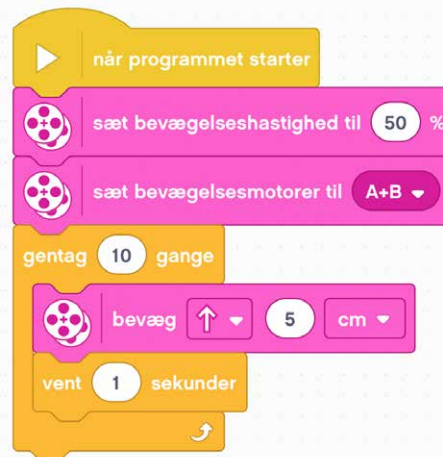 når programmet starter
sæt bevægelseshastighed til 50 %
sæt bevægelsesmotorer til A+B
gentag 10 gange
bevæg 5 cm
vent 1 sekunder